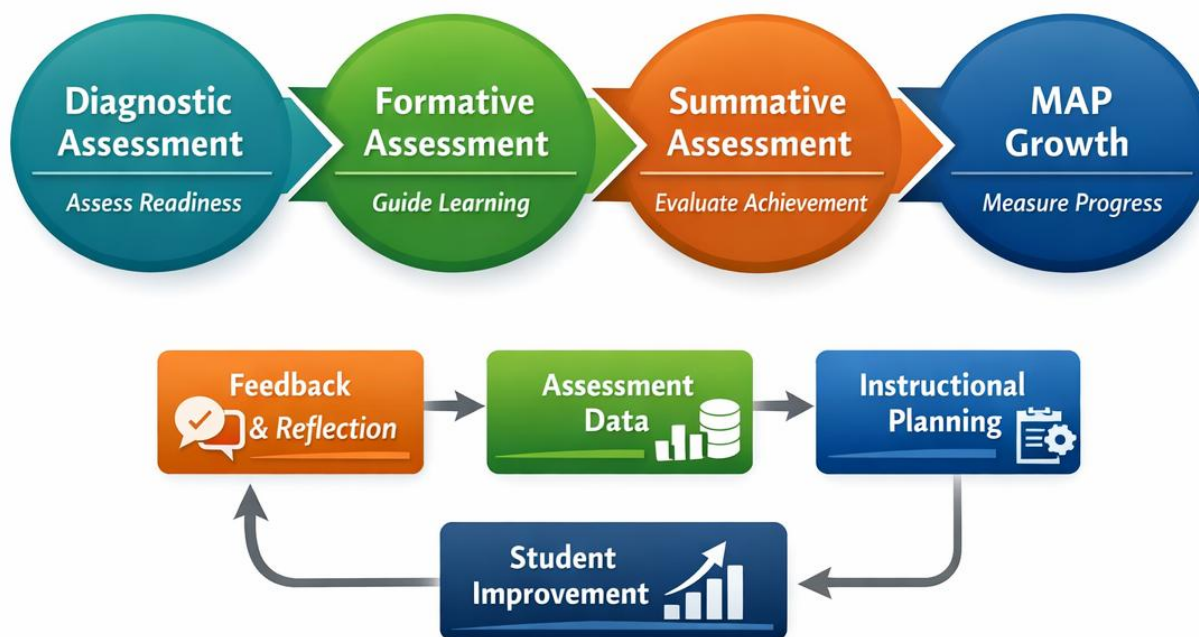 Diagnostic
Assessment
Assess Readiness
Formative
Assessment
Guide Learning
Summative
Assessment
Evaluate Achievement
MAP
Growth
Measure Progress
Feedback
& Reflection
Assessment
Data
Instructional
Planning
Student
Improvement